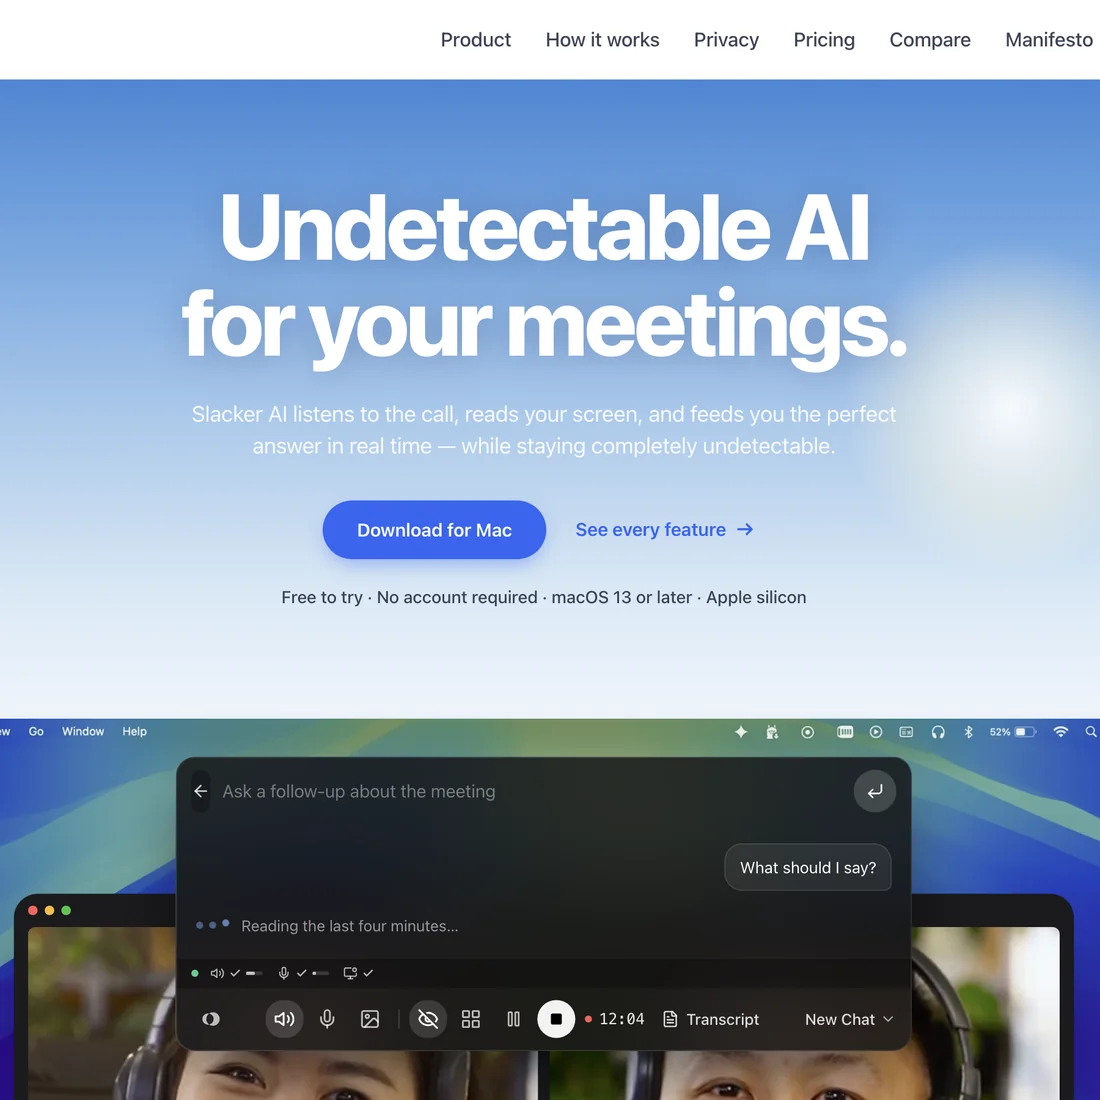 Product How it works Privacy Pricing Compare Manifesto
Undetectable AI
for your meetings.
Slacker AI listens to the call, reads your screen, and feeds you the perfect
answer in real time — while staying completely undetectable.
Download for Mac See every feature →
Free to try · No account required · macOS 13 or later · Apple silicon
Go Window Help 52%
Ask a follow-up about the meeting
What should I say?
Reading the last four minutes...
12:04 Transcript New Chat